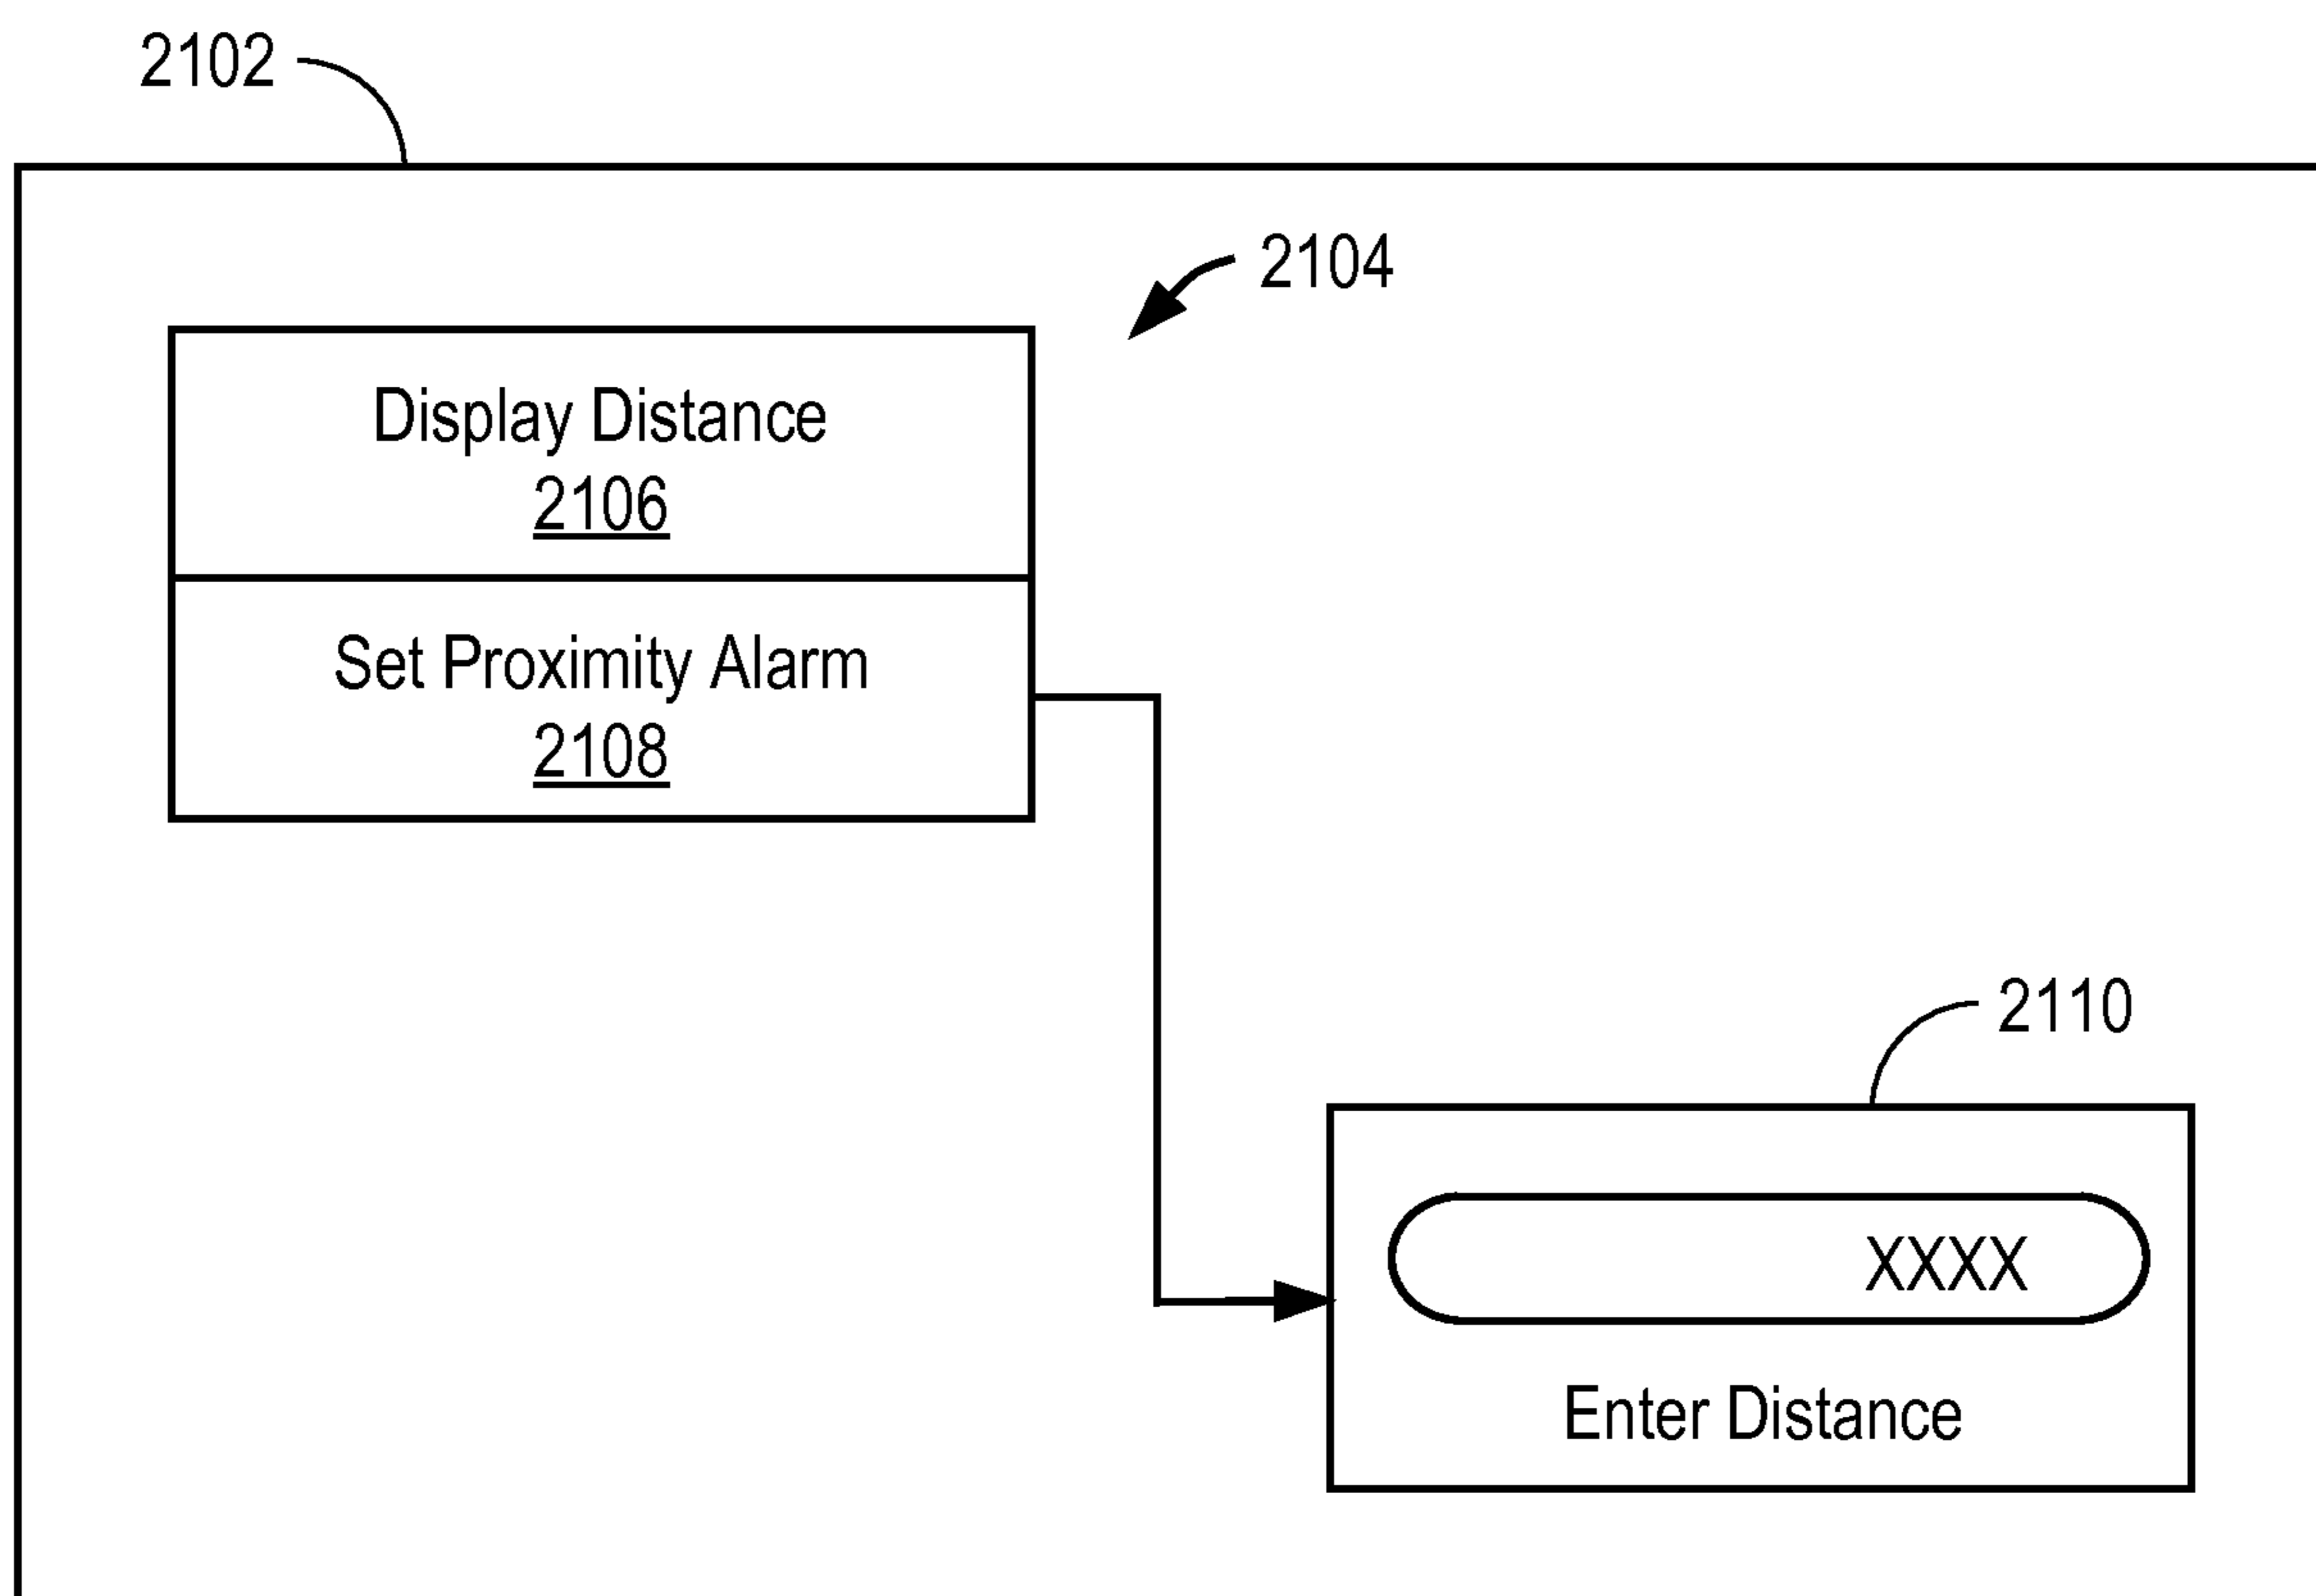 2102
2104
Display Distance
2106
Set Proximity Alarm
2108
2110
XXXX
Enter Distance